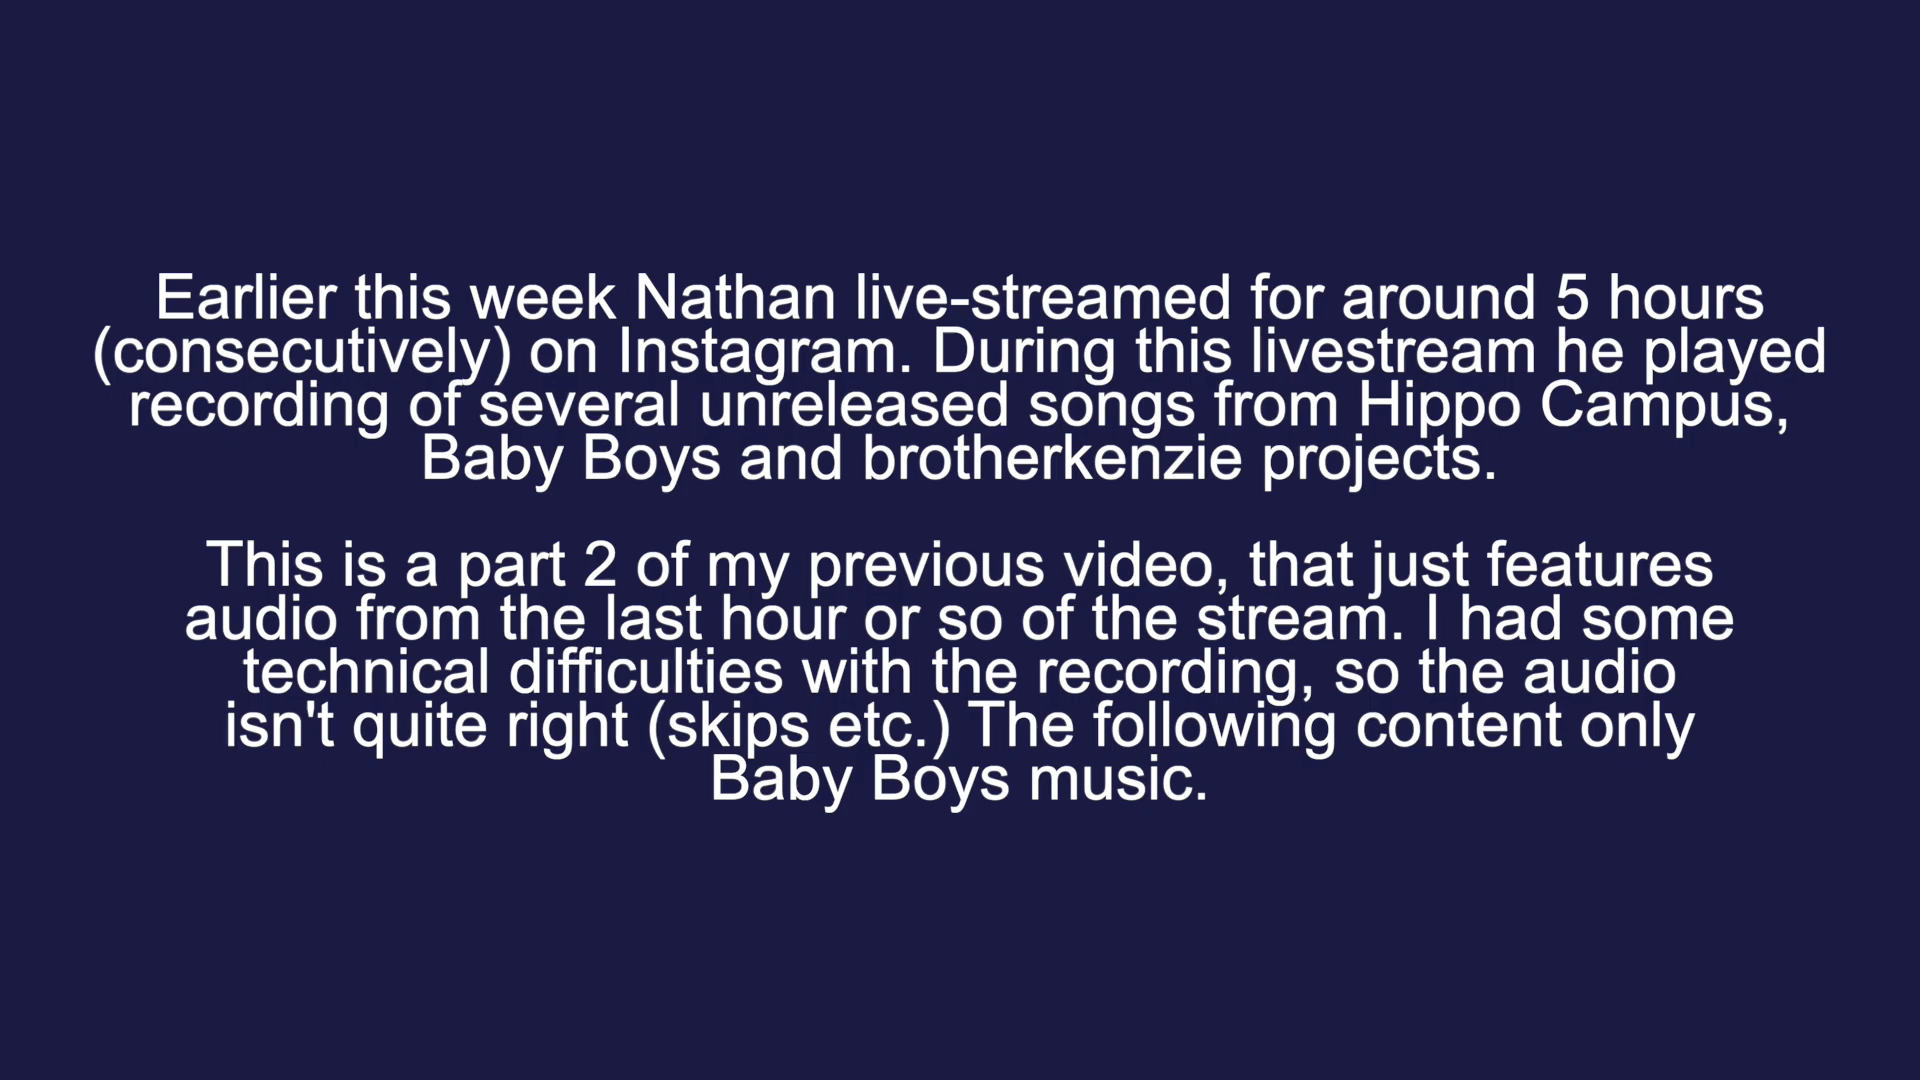 Earlier this week Nathan live-streamed for around 5 hours
(consecutively) on Instagram. During this livestream he played
recording of several unreleased songs from Hippo Campus,
Baby Boys and brotherkenzie projects.
This is a part 2 of my previous video, that just features
audio from the last hour or so of the stream. I had some
technical difficulties with the recording, so the audio
isn't quite right (skips etc.) The following content only
Baby Boys music.